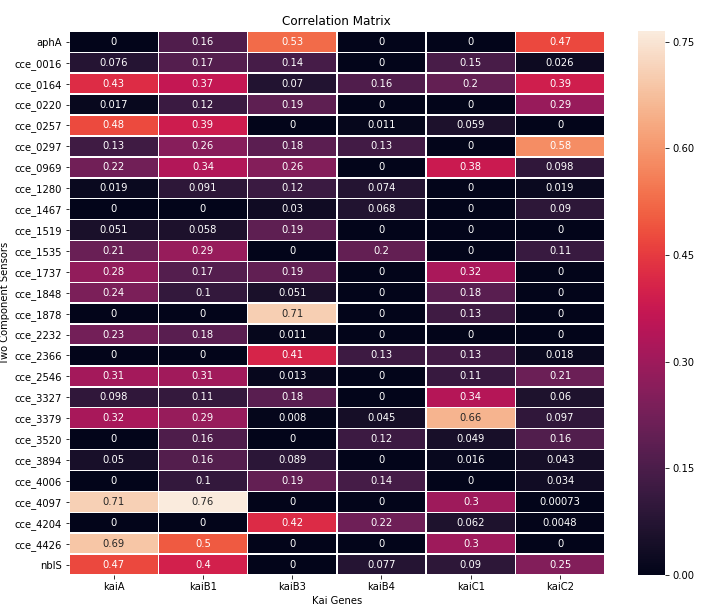 Correlation Matrix
aphA 0 0.16 0.53 0 0 0.47
cce_0016 0.076 0.17 0.14 0 0.15 0.026
cce_0164 0.43 0.37 0.07 0.16 0.2 0.39
cce_0220 0.017 0.12 0.19 0 0 0.29
cce_0257 0.48 0.39 0 0.011 0.059 0
cce_0297 0.13 0.26 0.18 0.13 0 0.58
cce_0969 0.22 0.34 0.26 0 0.38 0.098
cce_1280 0.019 0.091 0.12 0.074 0 0.019
cce_1467 0 0 0.03 0.068 0 0.09
cce_1519 0.051 0.058 0.19 0 0 0
cce_1535 0.21 0.29 0 0.2 0 0.11
cce_1737 0.28 0.17 0.19 0 0.32 0
cce_1848 0.24 0.1 0.051 0 0.18 0
cce_1878 0 0 0.71 0 0.13 0
cce_2232 0.23 0.18 0.011 0 0 0
cce_2366 0 0 0.41 0.13 0.13 0.018
cce_2546 0.31 0.31 0.013 0 0.11 0.21
cce_3327 0.098 0.11 0.18 0 0.34 0.06
cce_3379 0.32 0.29 0.008 0.045 0.66 0.097
cce_3520 0 0.16 0 0.12 0.049 0.16
cce_3894 0.05 0.16 0.089 0 0.016 0.043
cce_4006 0 0.1 0.19 0.14 0 0.034
cce_4097 0.71 0.76 0 0 0.3 0.00073
cce_4204 0 0 0.42 0.22 0.062 0.0048
cce_4426 0.69 0.5 0 0 0.3 0
nblS 0.47 0.4 0 0.077 0.09 0.25
kaiA kaiB1 kaiB3 kaiB4 kaiC1 kaiC2
Kai Genes
Two Component Sensors
0.75
0.60
0.45
0.30
0.15
0.00